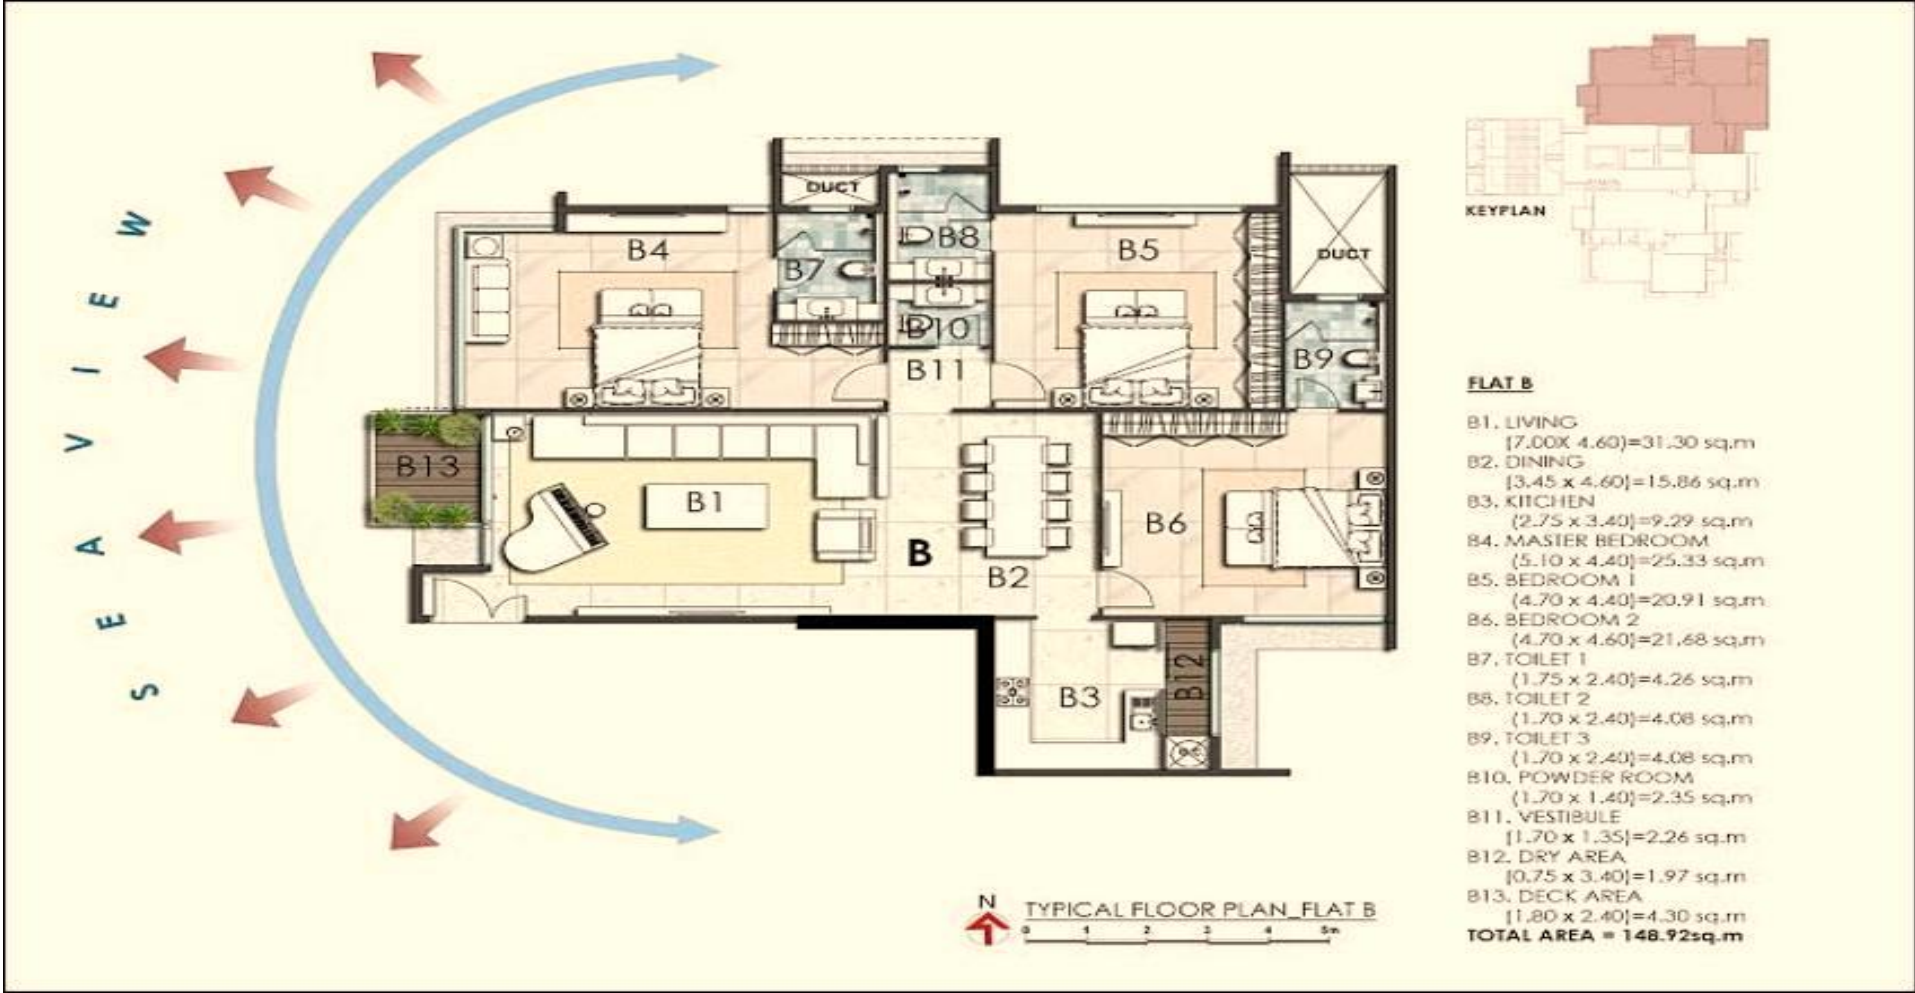 SEA VIEW
DUCT
B4
B7
B8
B5
DUCT
B10
B9
B11
B13
B1
B6
B
B2
B3
B12
N
TYPICAL FLOOR PLAN_FLAT B
0 1 2 3 4 5m
KEYPLAN
FLAT B
B1. LIVING
(7.00X 4.60)=31.30 sq.m
B2. DINING
(3.45 x 4.60)=15.86 sq.m
B3. KITCHEN
(2.75 x 3.40)=9.29 sq.m
B4. MASTER BEDROOM
(5.10 x 4.40)=25.33 sq.m
B5. BEDROOM 1
(4.70 x 4.40)=20.91 sq.m
B6. BEDROOM 2
(4.70 x 4.60)=21.68 sq.m
B7. TOILET 1
(1.75 x 2.40)=4.26 sq.m
B8. TOILET 2
(1.70 x 2.40)=4.08 sq.m
B9. TOILET 3
(1.70 x 2.40)=4.08 sq.m
B10. POWDER ROOM
(1.70 x 1.40)=2.35 sq.m
B11. VESTIBULE
(1.70 x 1.35)=2.26 sq.m
B12. DRY AREA
(0.75 x 3.40)=1.97 sq.m
B13. DECK AREA
(1.80 x 2.40)=4.30 sq.m
TOTAL AREA = 148.92sq.m